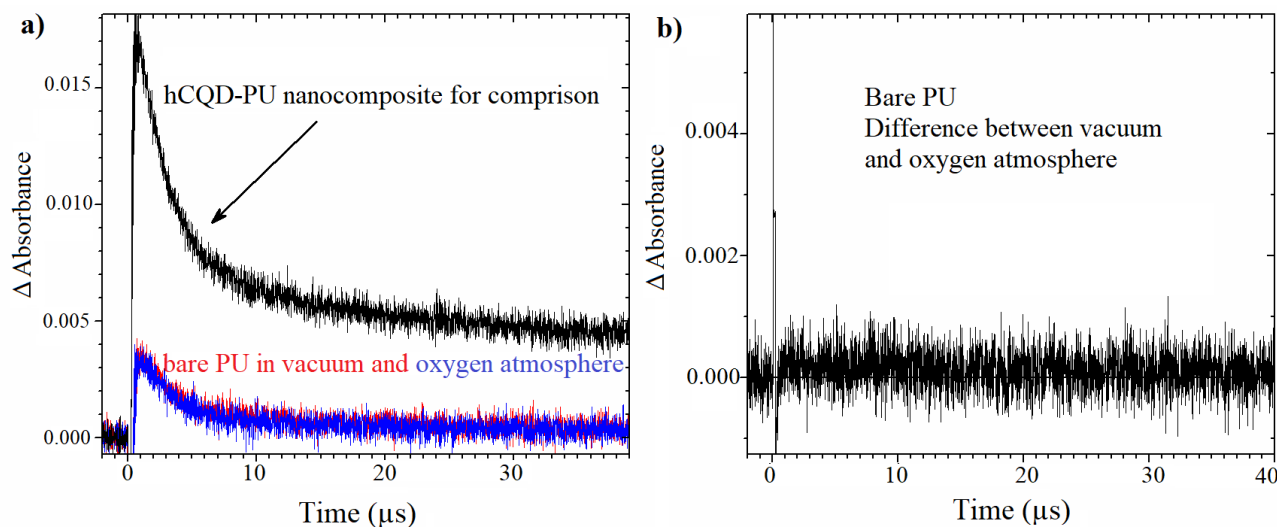 a)
0.015
0.010
0.005
0.000
Δ Absorbance
hCQD-PU nanocomposite for comprison
bare PU in vacuum and oxygen atmosphere
0
10
20
30
Time (µs)
b)
0.004
0.002
0.000
Δ Absorbance
Bare PU
Difference between vacuum
and oxygen atmosphere
0
10
20
30
40
Time (µs)